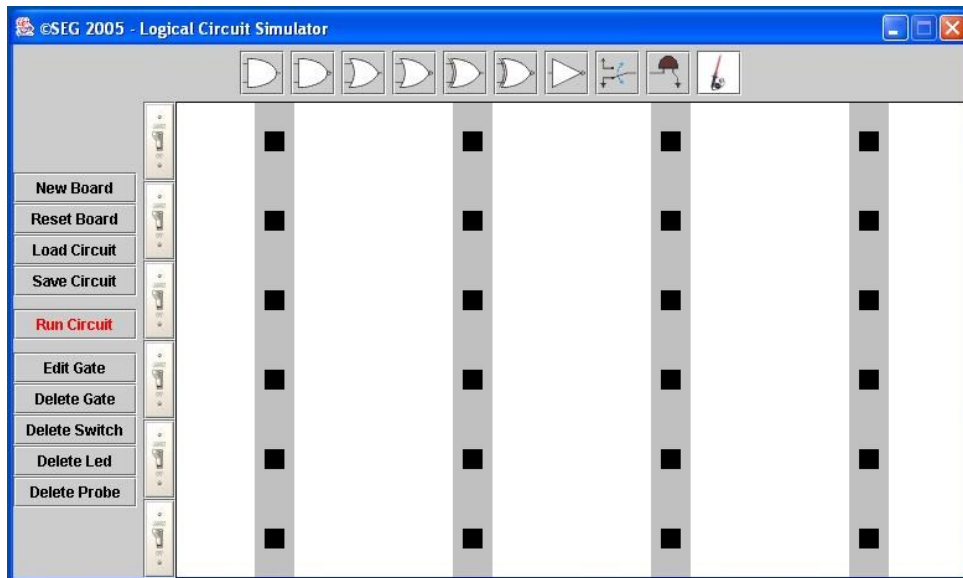 ©SEG 2005 - Logical Circuit Simulator
New Board
Reset Board
Load Circuit
Save Circuit
Run Circuit
Edit Gate
Delete Gate
Delete Switch
Delete Led
Delete Probe